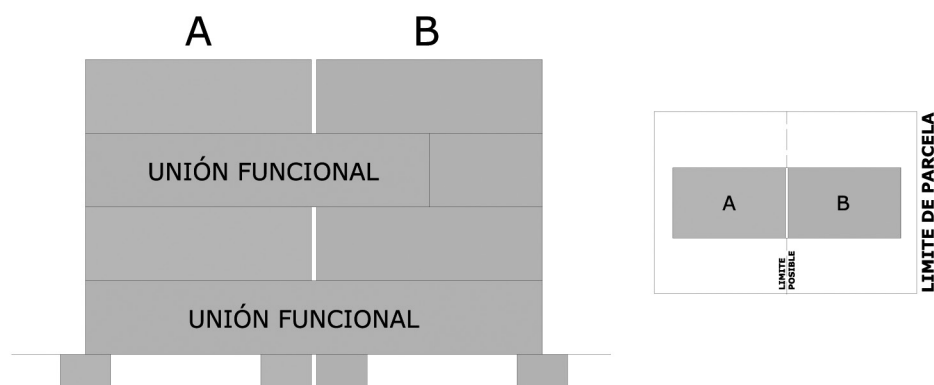 A
B
UNIÓN FUNCIONAL
UNIÓN FUNCIONAL
A
B
LIMITE
POSIBLE
LIMITE DE PARCELA